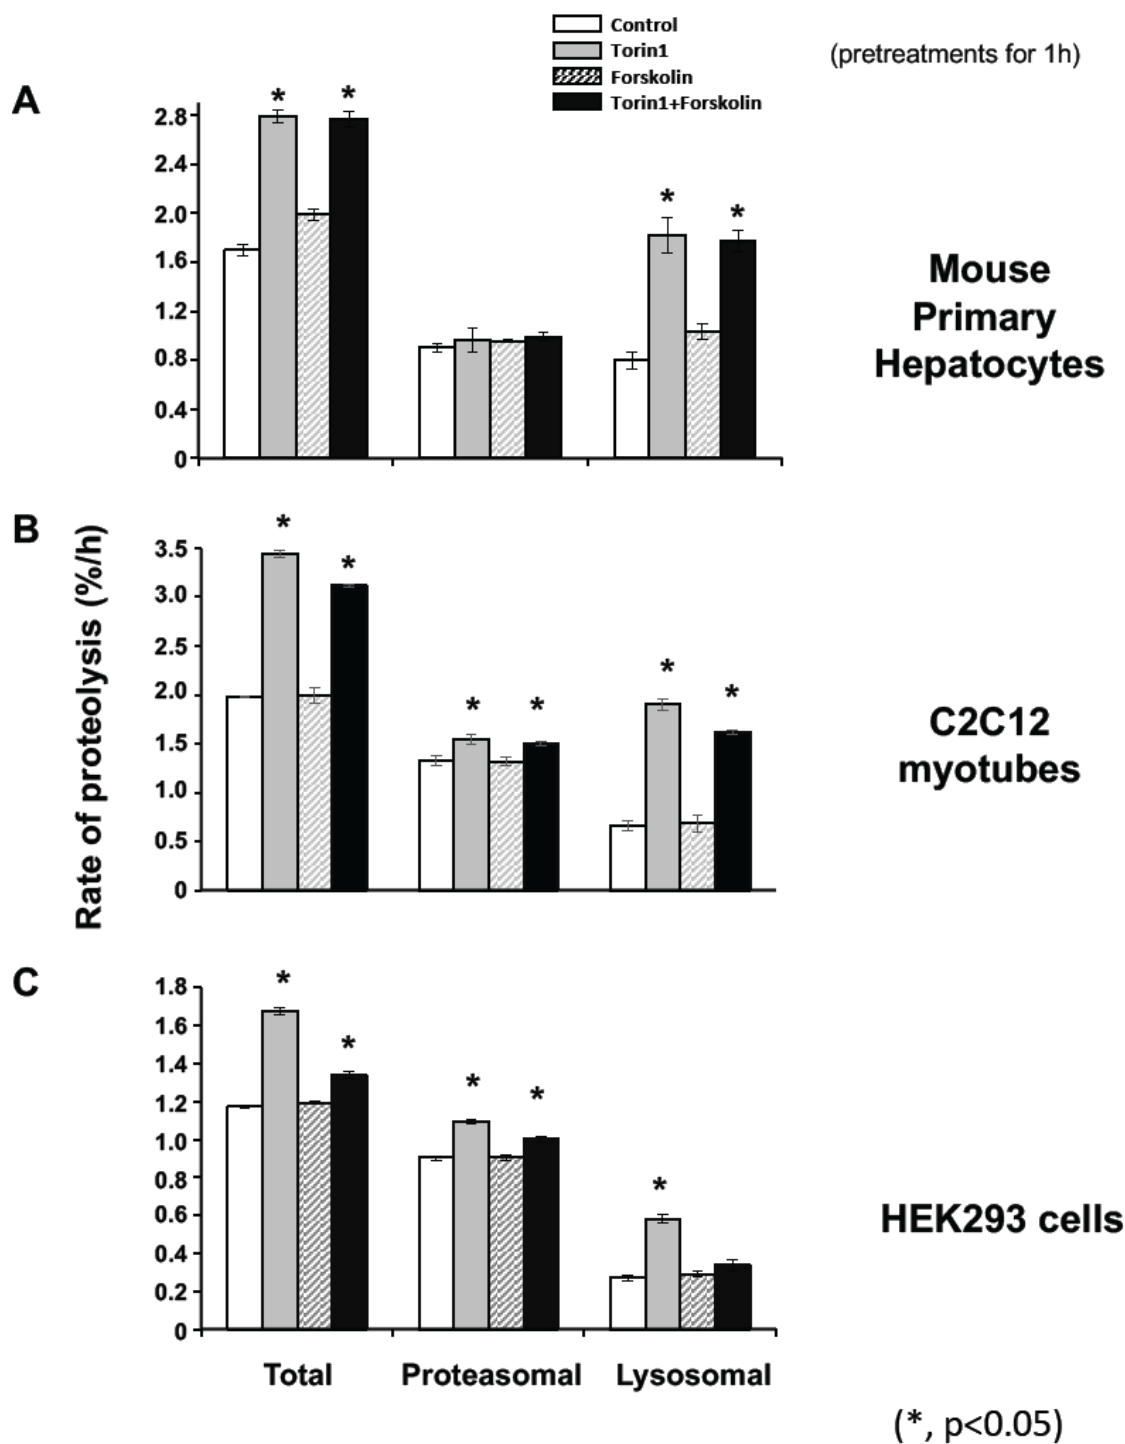 Control
Torin1
Forskolin
Torin1+Forskolin
(pretreatments for 1h)
A
*
*
*
*
2.8
2.4
2.0
1.6
1.2
0.8
0.4
0
Mouse
Primary
Hepatocytes
Rate of proteolysis (%/h)
B
*
*
*
*
*
*
3.5
3.0
2.5
2.0
1.5
1.0
0.5
0
C2C12
myotubes
C
*
*
*
*
*
1.8
1.6
1.4
1.2
1.0
0.8
0.6
0.4
0.2
0
HEK293 cells
Total Proteasomal Lysosomal
(*, p<0.05)